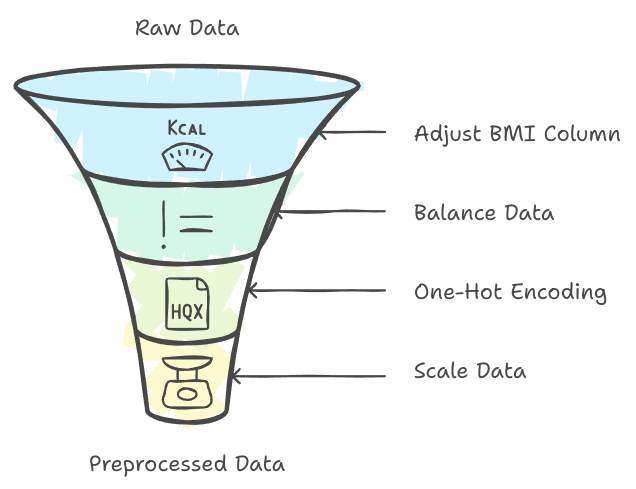 Raw Data
KCAL
Adjust BMI Column
!=
Balance Data
One-Hot Encoding
HQX
Scale Data
Preprocessed Data